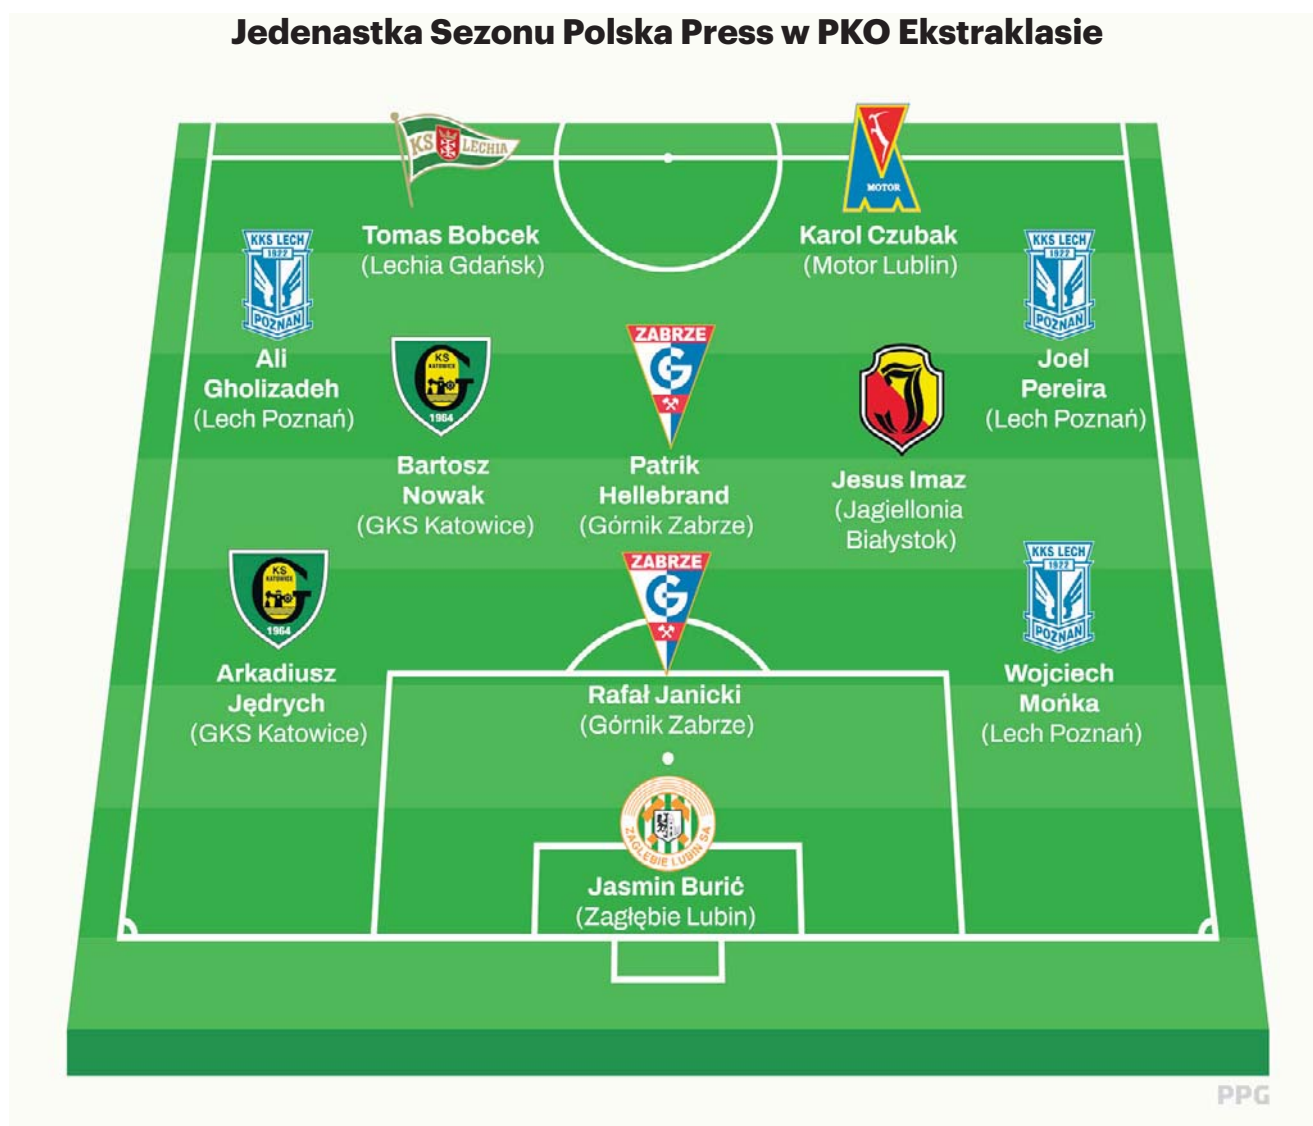 Jedenastka Sezonu Polska Press w PKO Ekstraklasie
KS LECHIA
MOTOR
Tomas Bobcek
(Lechia Gdańsk)
Karol Czubak
(Motor Lublin)
KKS LECH
1922
POZNAŃ
Ali
Gholizadeh
(Lech Poznań)
KKS LECH
1922
POZNAŃ
Joel
Pereira
(Lech Poznań)
KS
KATOWICE
G
1964
Bartosz
Nowak
(GKS Katowice)
ZABRZE
G
Patrik
Hellebrand
(Górnik Zabrze)
J
Jesus Imaz
(Jagiellonia
Białystok)
KS
KATOWICE
G
1964
Arkadiusz
Jędrych
(GKS Katowice)
ZABRZE
G
Rafał Janicki
(Górnik Zabrze)
KKS LECH
1922
POZNAŃ
Wojciech
Mońka
(Lech Poznań)
ZAGŁĘBIE LUBIN SA
Jasmin Burić
(Zagłębie Lubin)
PPG